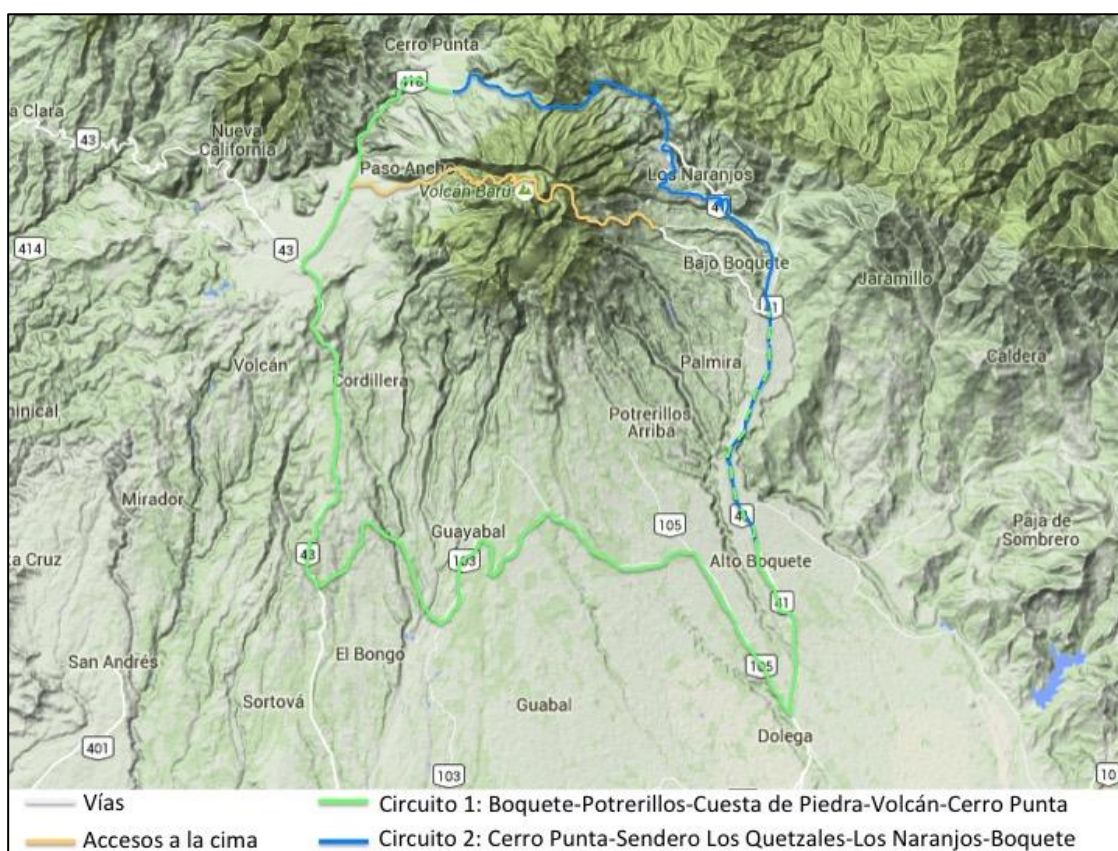 Cerro Punta
416
a Clara
43
Nueva
California
Paso Ancho
Los Naranjos
Volcán Barú
41
414
43
Bajo Boquete
Jaramillo
41
Volcán
Cordillera
Palmira
Caldera
minical
Potrerillos
Arriba
Mirador
Guayabal
105
41
Paja de
Sombrero
ta Cruz
43
103
Alto Boquete
41
San Andrés
El Bongo
105
Sortová
Guabal
Dolega
401
103
10
Vías
Circuito 1: Boquete-Potrerillos-Cuesta de Piedra-Volcán-Cerro Punta
Accesos a la cima
Circuito 2: Cerro Punta-Sendero Los Quetzales-Los Naranjos-Boquete